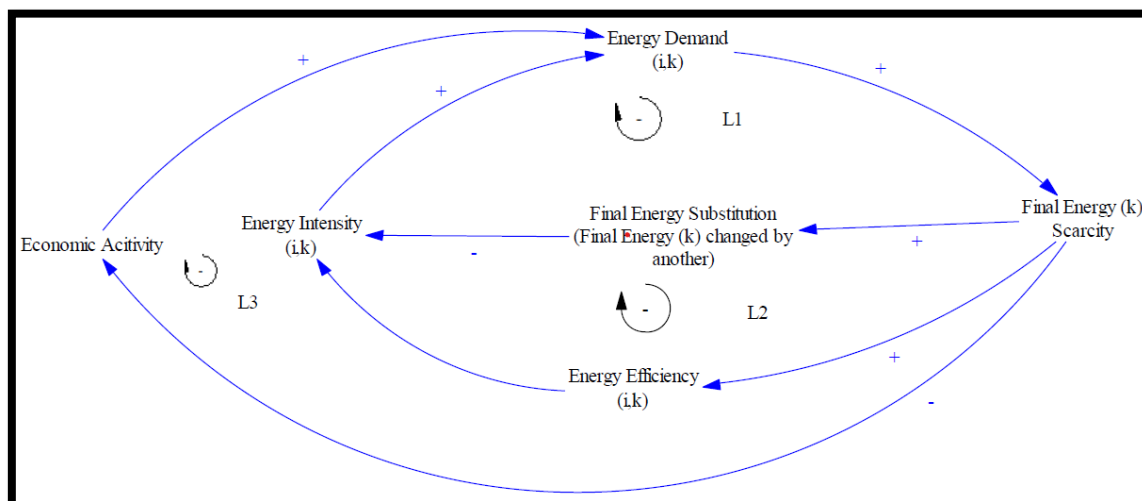 Energy Demand
(i,k)
+
+
+
-
L1
Final Energy Substitution
(Final Energy (k) changed by
another)
Energy Intensity
(i,k)
Final Energy (k)
Scarcity
Economic Acitivity
-
+
-
L3
-
L2
Energy Efficiency
(i,k)
+
-